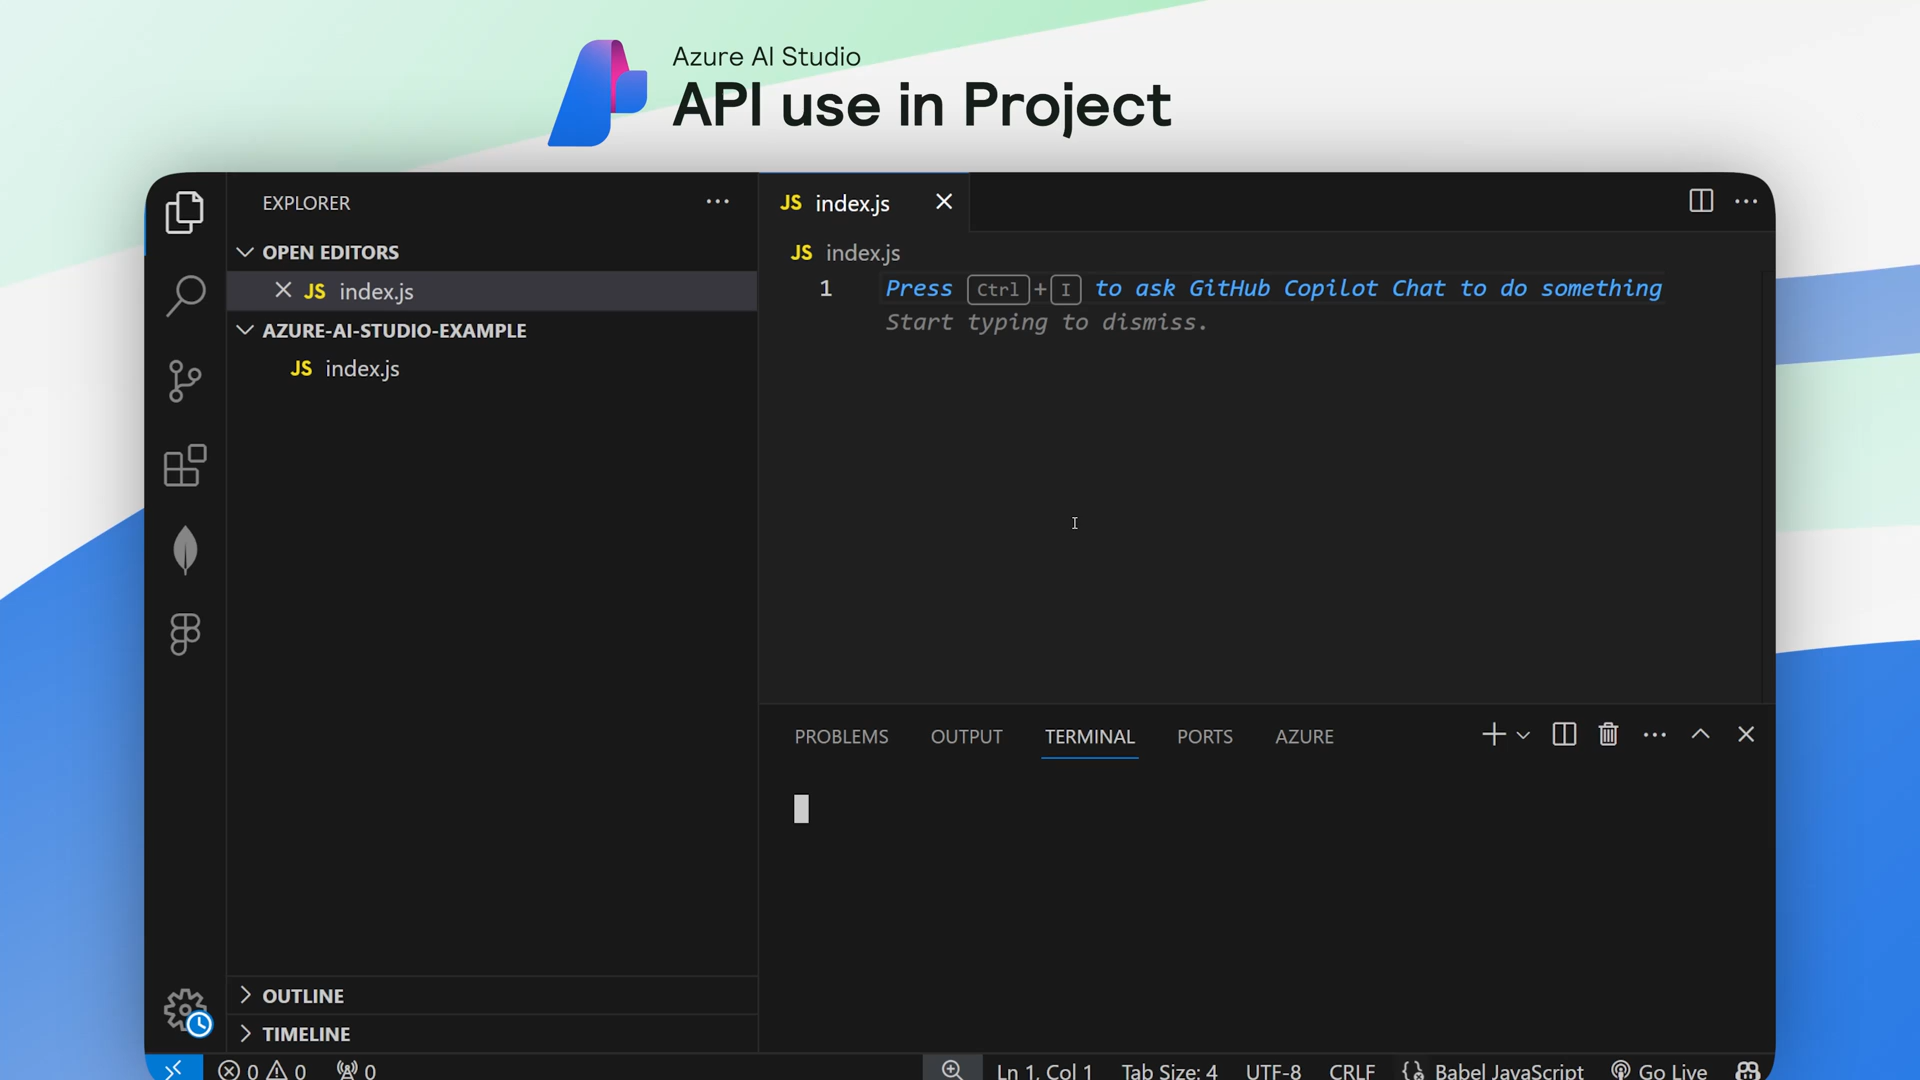 Azure AI Studio
API use in Project
EXPLORER
OPEN EDITORS
JS index.js
AZURE-AI-STUDIO-EXAMPLE
JS index.js
OUTLINE
TIMELINE
JS index.js
JS index.js
1 Press Ctrl+I to ask GitHub Copilot Chat to do something
Start typing to dismiss.
PROBLEMS OUTPUT TERMINAL PORTS AZURE
0 0 0 Ln 1, Col 1 Tab Size: 4 UTF-8 CRLF Babel JavaScript Go Live